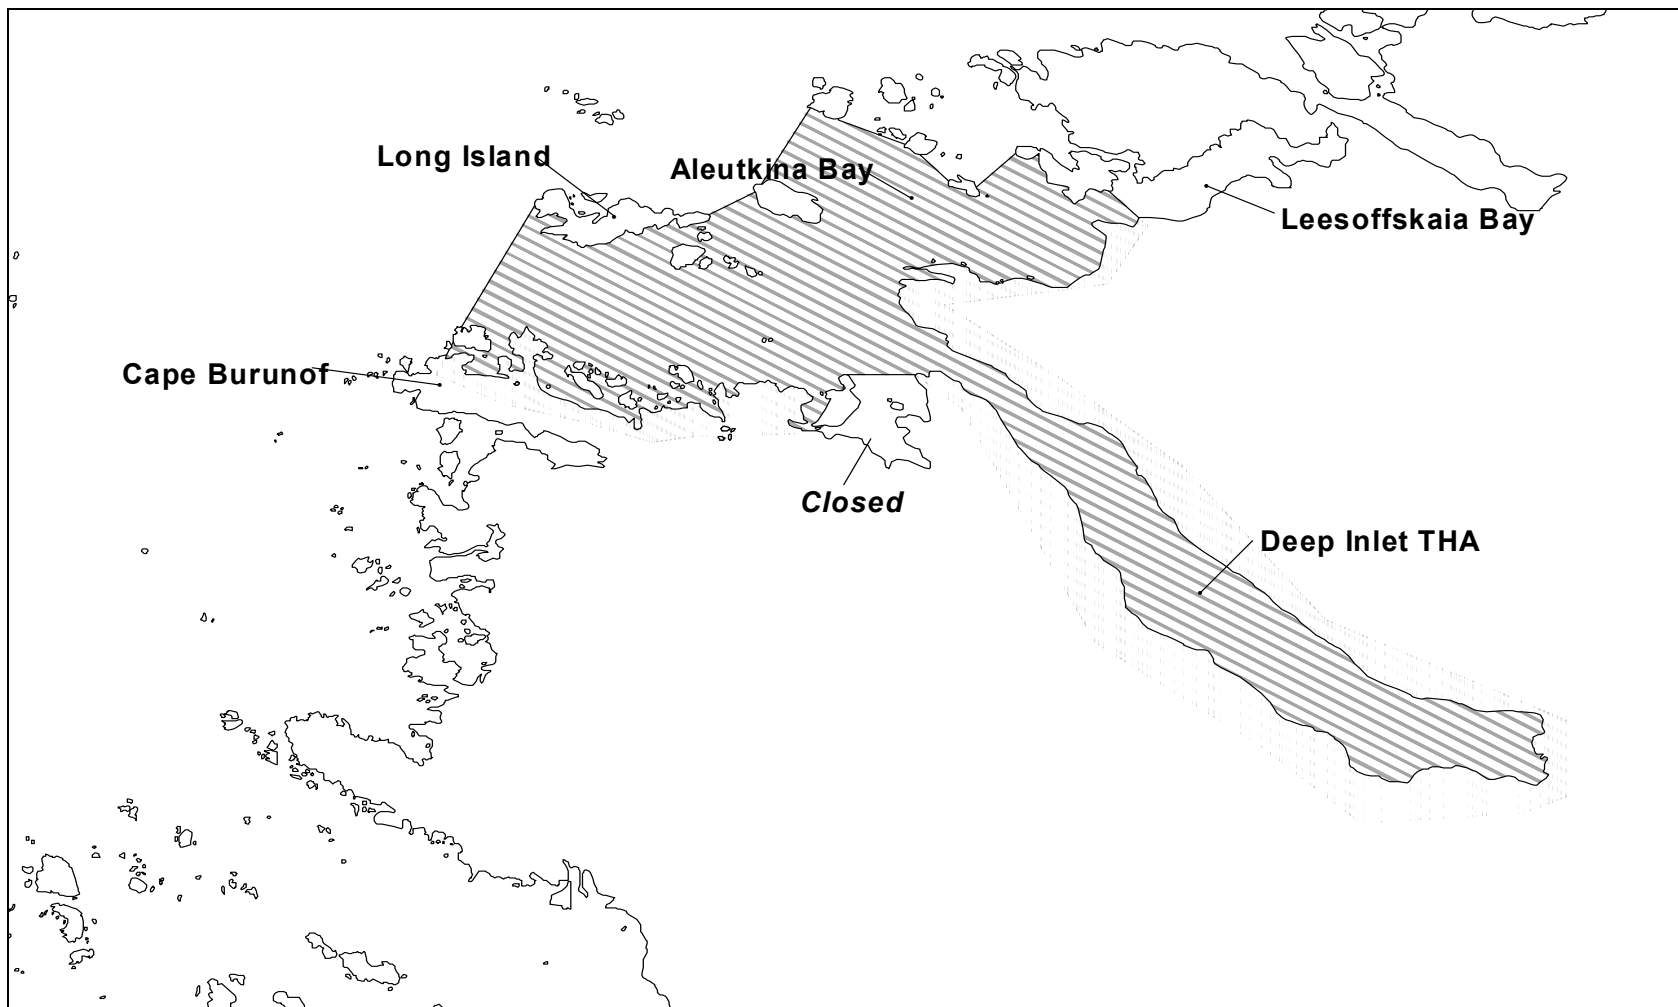 Long Island
Aleutkina Bay
Leesoffskaia Bay
Cape Burunof
Closed
Deep Inlet THA